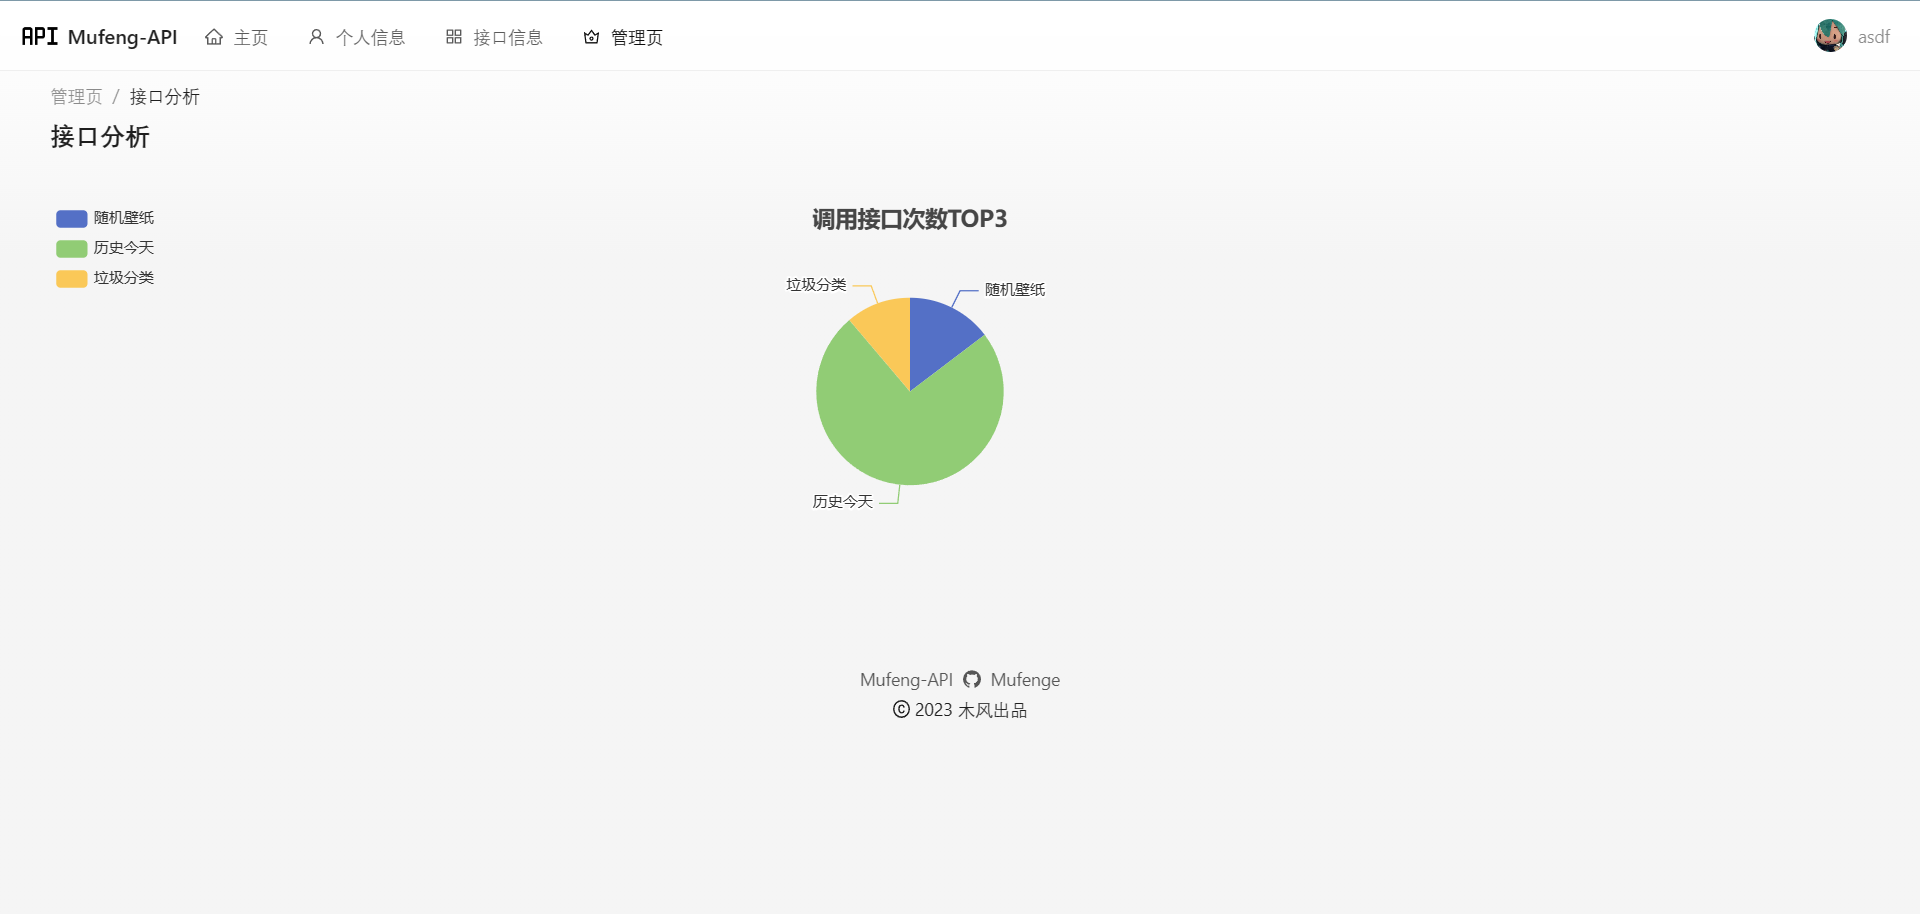 API Mufeng-API 主页 个人信息 接口信息 管理页 asdf
管理页 / 接口分析
接口分析
随机壁纸
历史今天
垃圾分类
调用接口次数TOP3
垃圾分类
随机壁纸
历史今天
Mufeng-API Mufenge
© 2023 木风出品